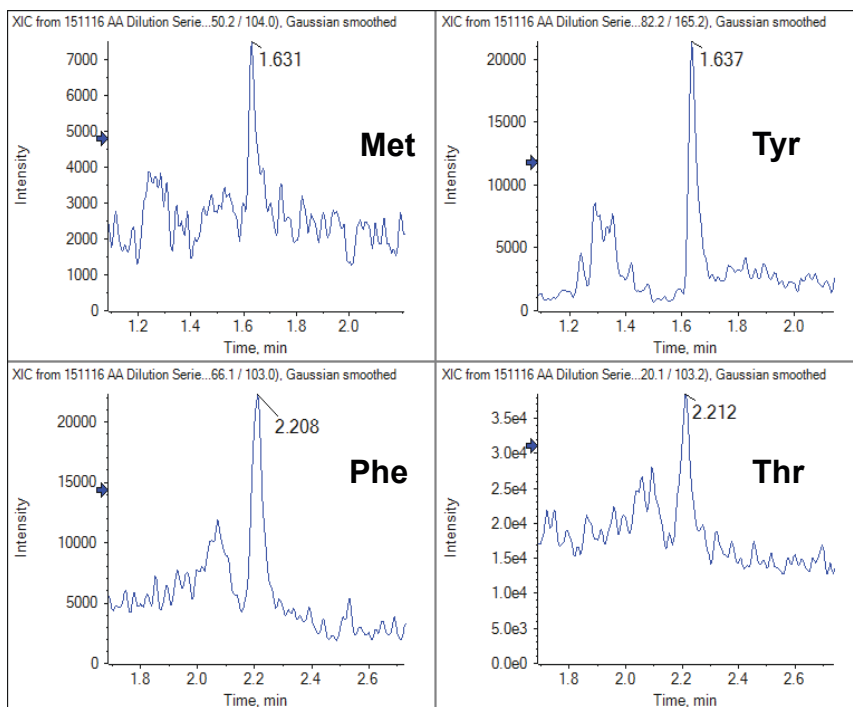 XIC from 151116 AA Dilution Serie...50.2 / 104.0), Gaussian smoothed
7000
6000
5000
4000
3000
2000
1000
0
Intensity
1.631
Met
1.2 1.4 1.6 1.8 2.0
Time, min
XIC from 151116 AA Dilution Serie...82.2 / 165.2), Gaussian smoothed
20000
15000
10000
5000
0
Intensity
1.637
Tyr
1.2 1.4 1.6 1.8 2.0
Time, min
XIC from 151116 AA Dilution Serie...66.1 / 103.0), Gaussian smoothed
20000
15000
10000
5000
0
Intensity
2.208
Phe
1.8 2.0 2.2 2.4 2.6
Time, min
XIC from 151116 AA Dilution Serie...20.1 / 103.2), Gaussian smoothed
3.5e4
3.0e4
2.5e4
2.0e4
1.5e4
1.0e4
5.0e3
0.0e0
Intensity
2.212
Thr
1.8 2.0 2.2 2.4 2.6
Time, min